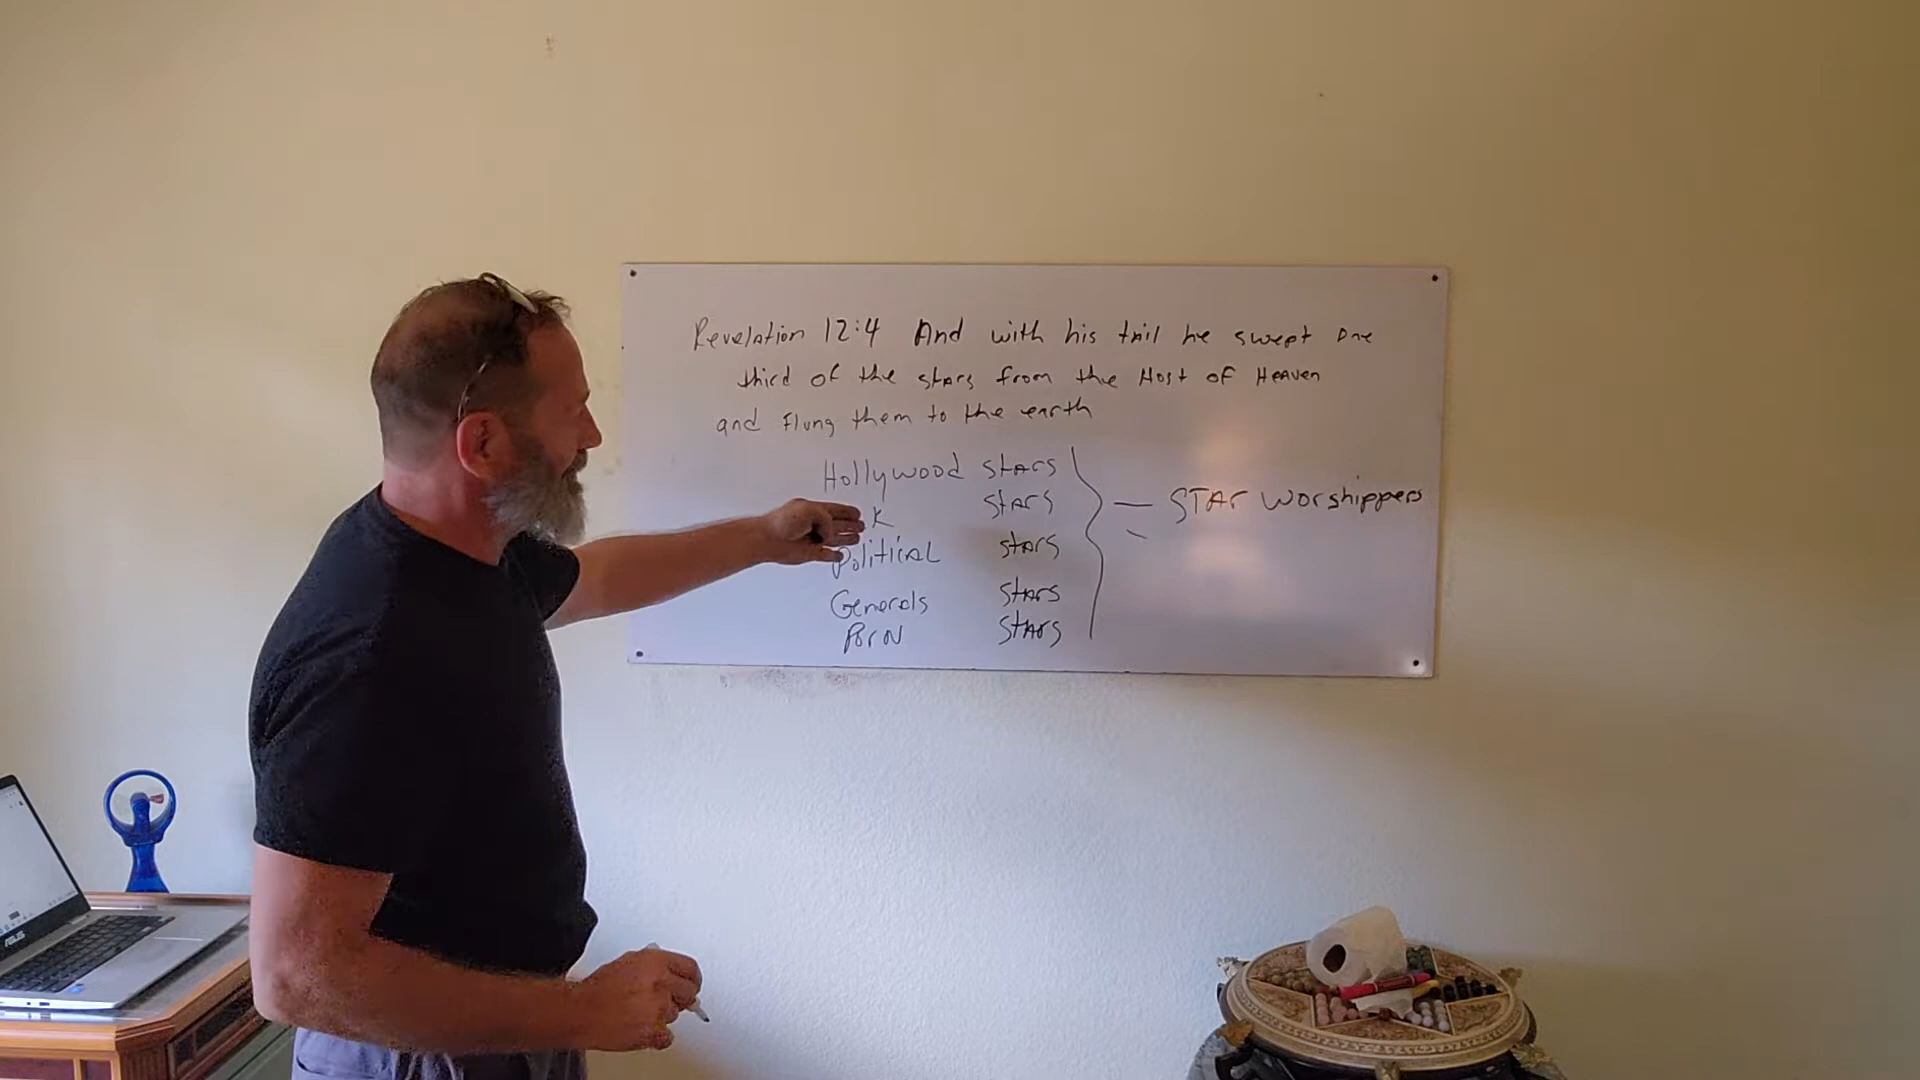 Revelation 12:4 And with his tail he swept one
third of the stars from the Host of Heaven
and flung them to the earth
Hollywood stars
stars
Political stars
Generals stars
Porn stars
STAr worshippers
ASUS